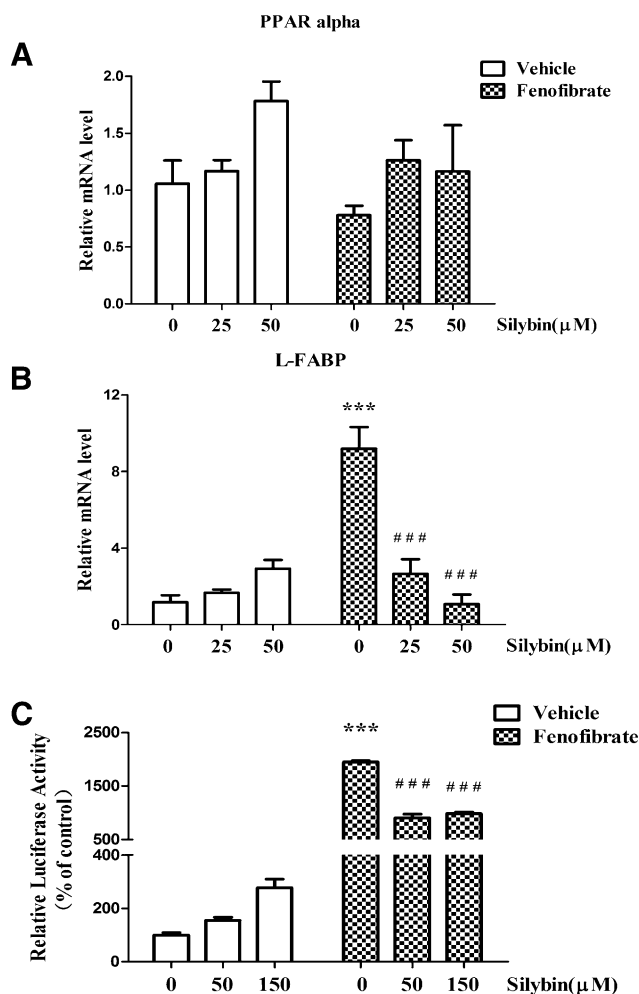 PPAR alpha
A
Vehicle
Fenofibrate
Relative mRNA level
2.0
1.5
1.0
0.5
0.0
0 25 50 0 25 50 Silybin(μM)
L-FABP
B
Relative mRNA level
12
8
4
0
***
# # #
# # #
0 25 50 0 25 50 Silybin(μM)
C
Vehicle
Fenofibrate
Relative Luciferase Activity
(% of control)
2500
1500
500
400
200
0
***
# # #
# # #
0 50 150 0 50 150 Silybin(μM)